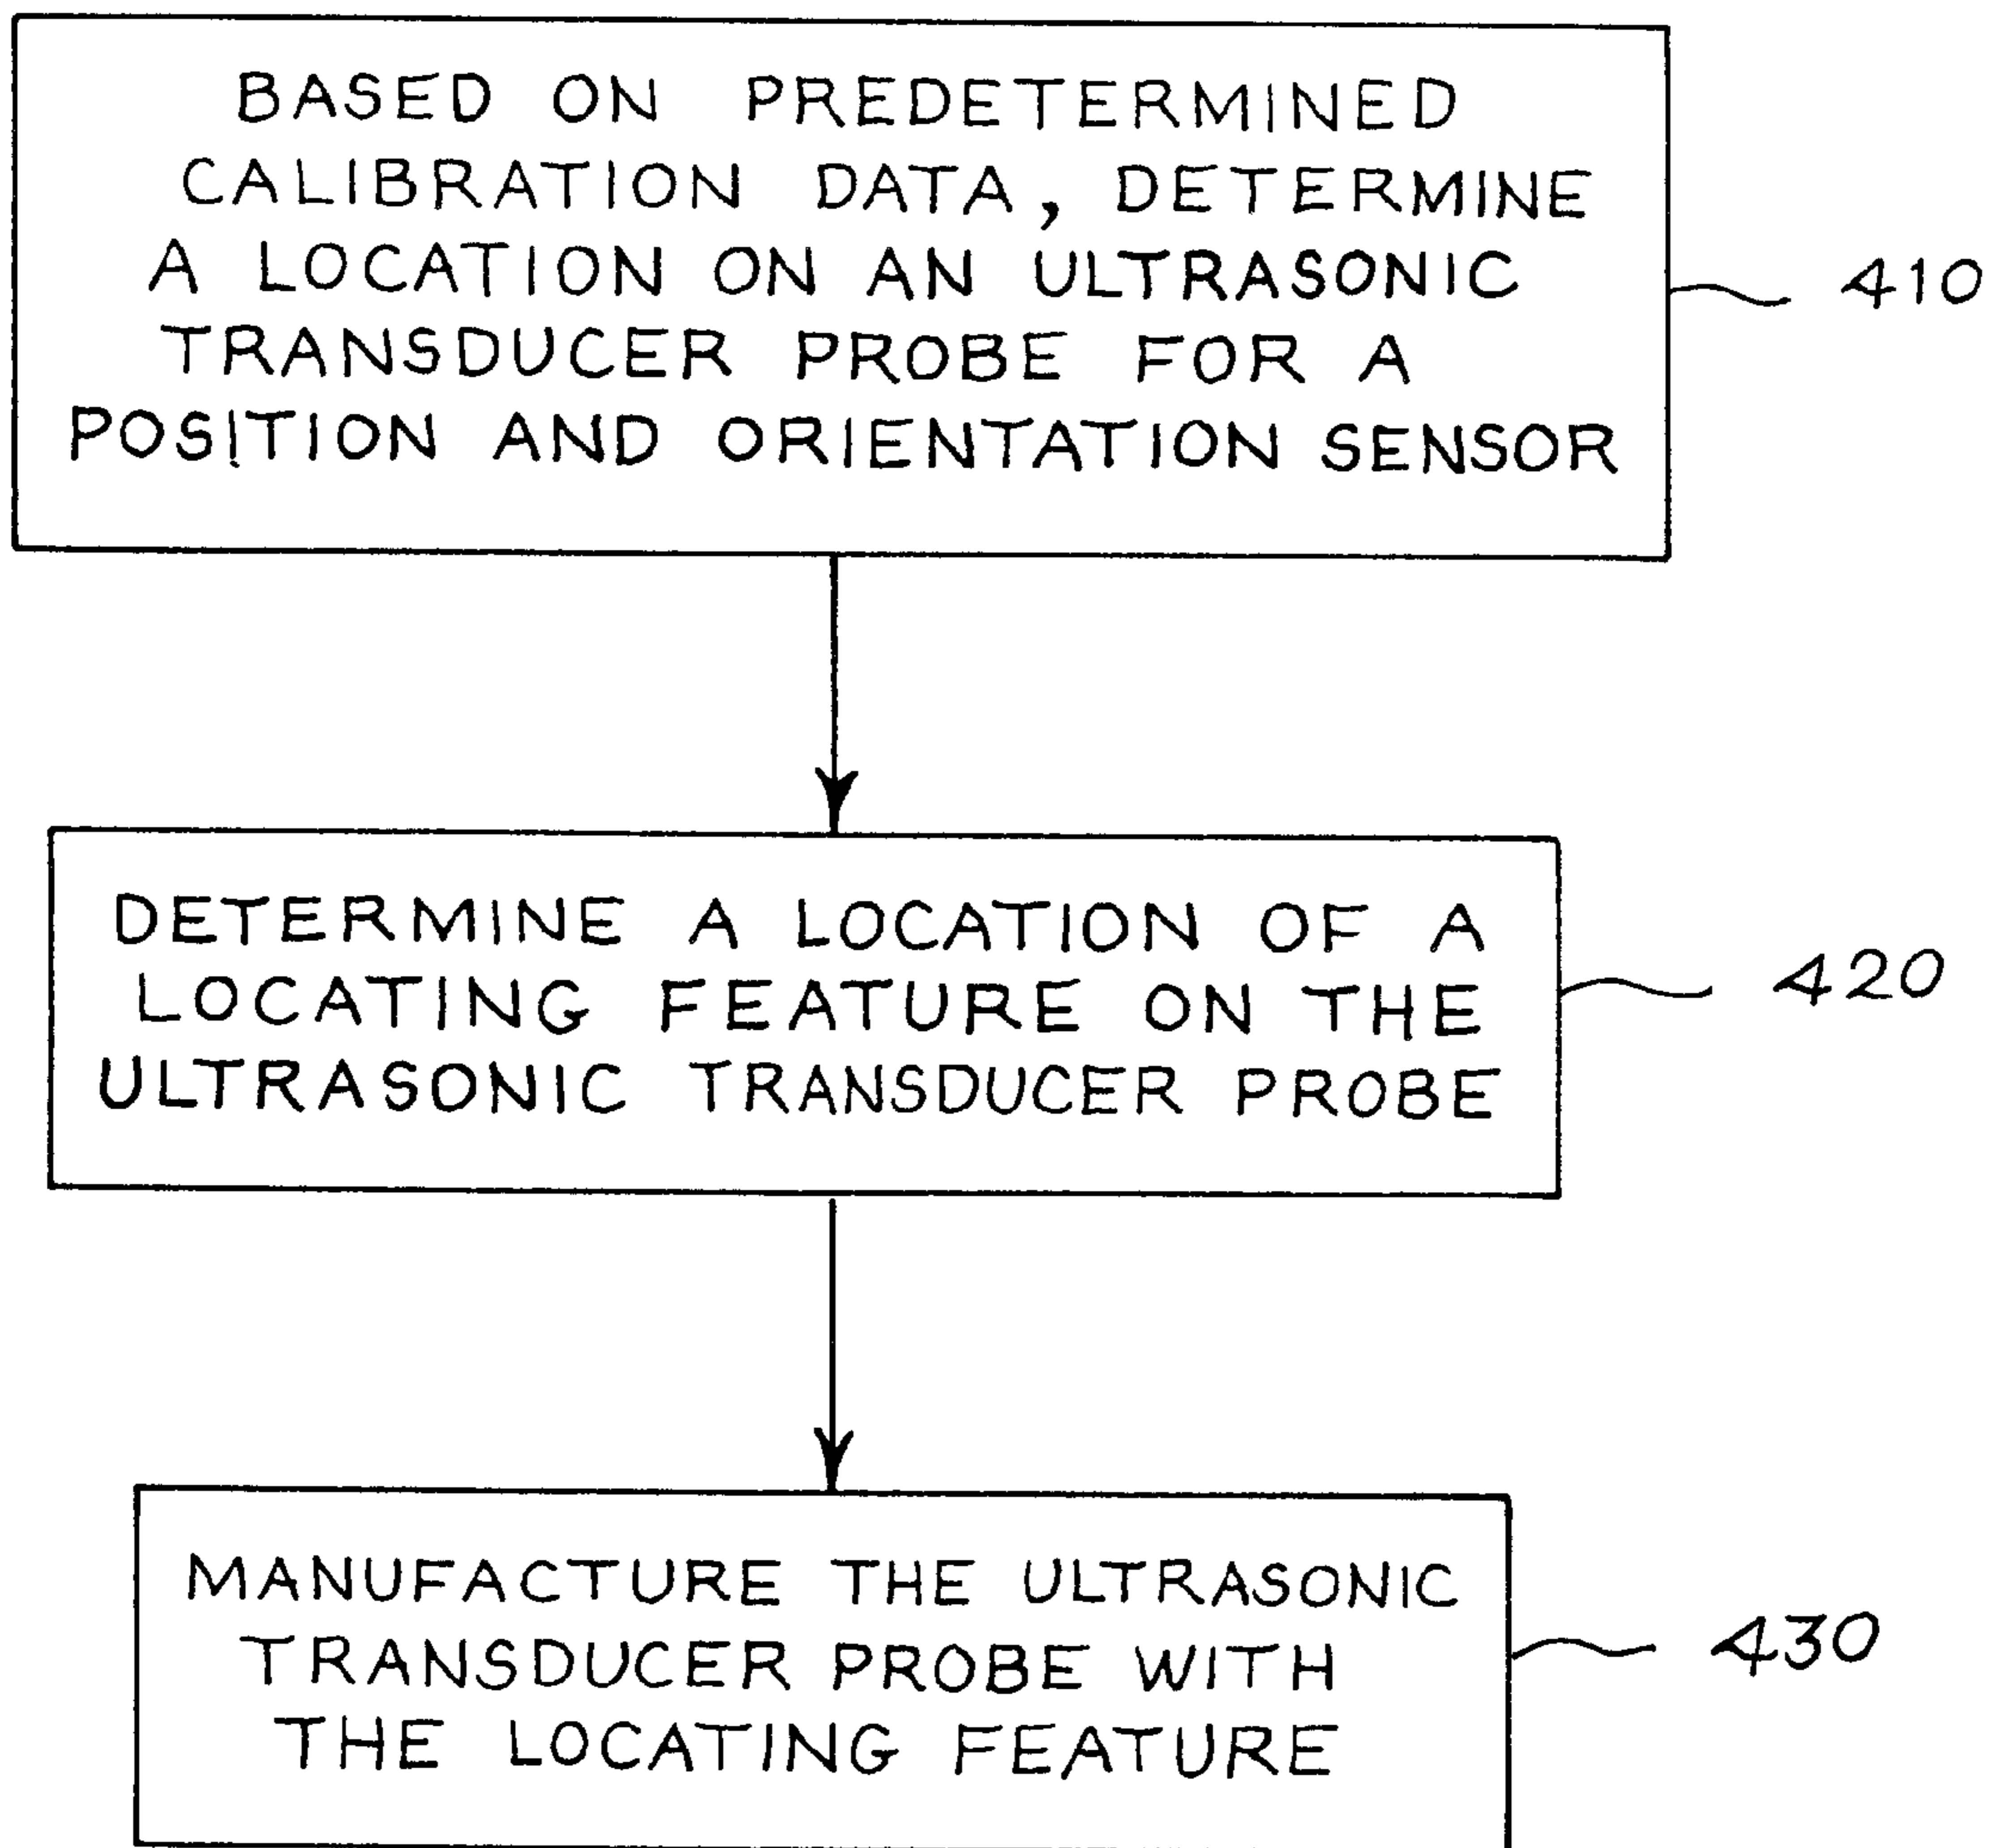 BASED ON PREDETERMINED
CALIBRATION DATA, DETERMINE
A LOCATION ON AN ULTRASONIC
TRANSDUCER PROBE FOR A
POSITION AND ORIENTATION SENSOR
410
DETERMINE A LOCATION OF A
LOCATING FEATURE ON THE
ULTRASONIC TRANSDUCER PROBE
420
MANUFACTURE THE ULTRASONIC
TRANSDUCER PROBE WITH
THE LOCATING FEATURE
430